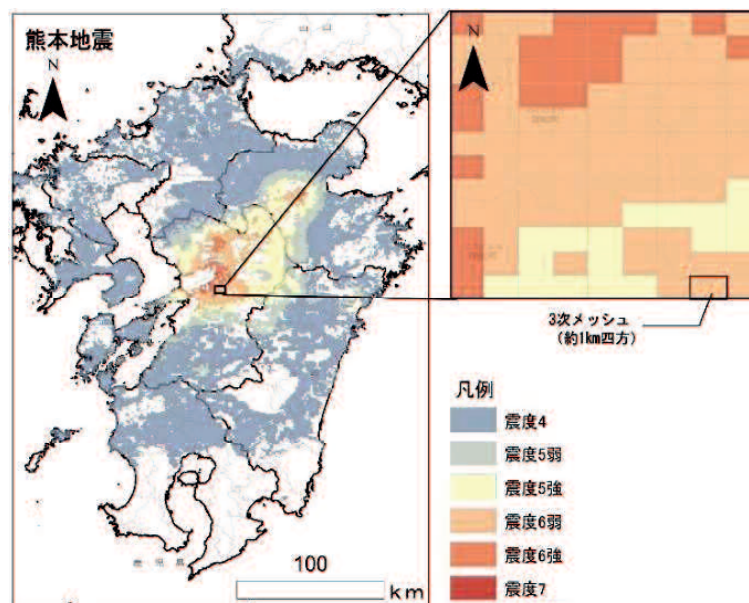 熊本地震
N
N
3次メッシュ
(約1km四方)
凡例
震度4
震度5弱
震度5強
震度6弱
震度6強
震度7
100
km